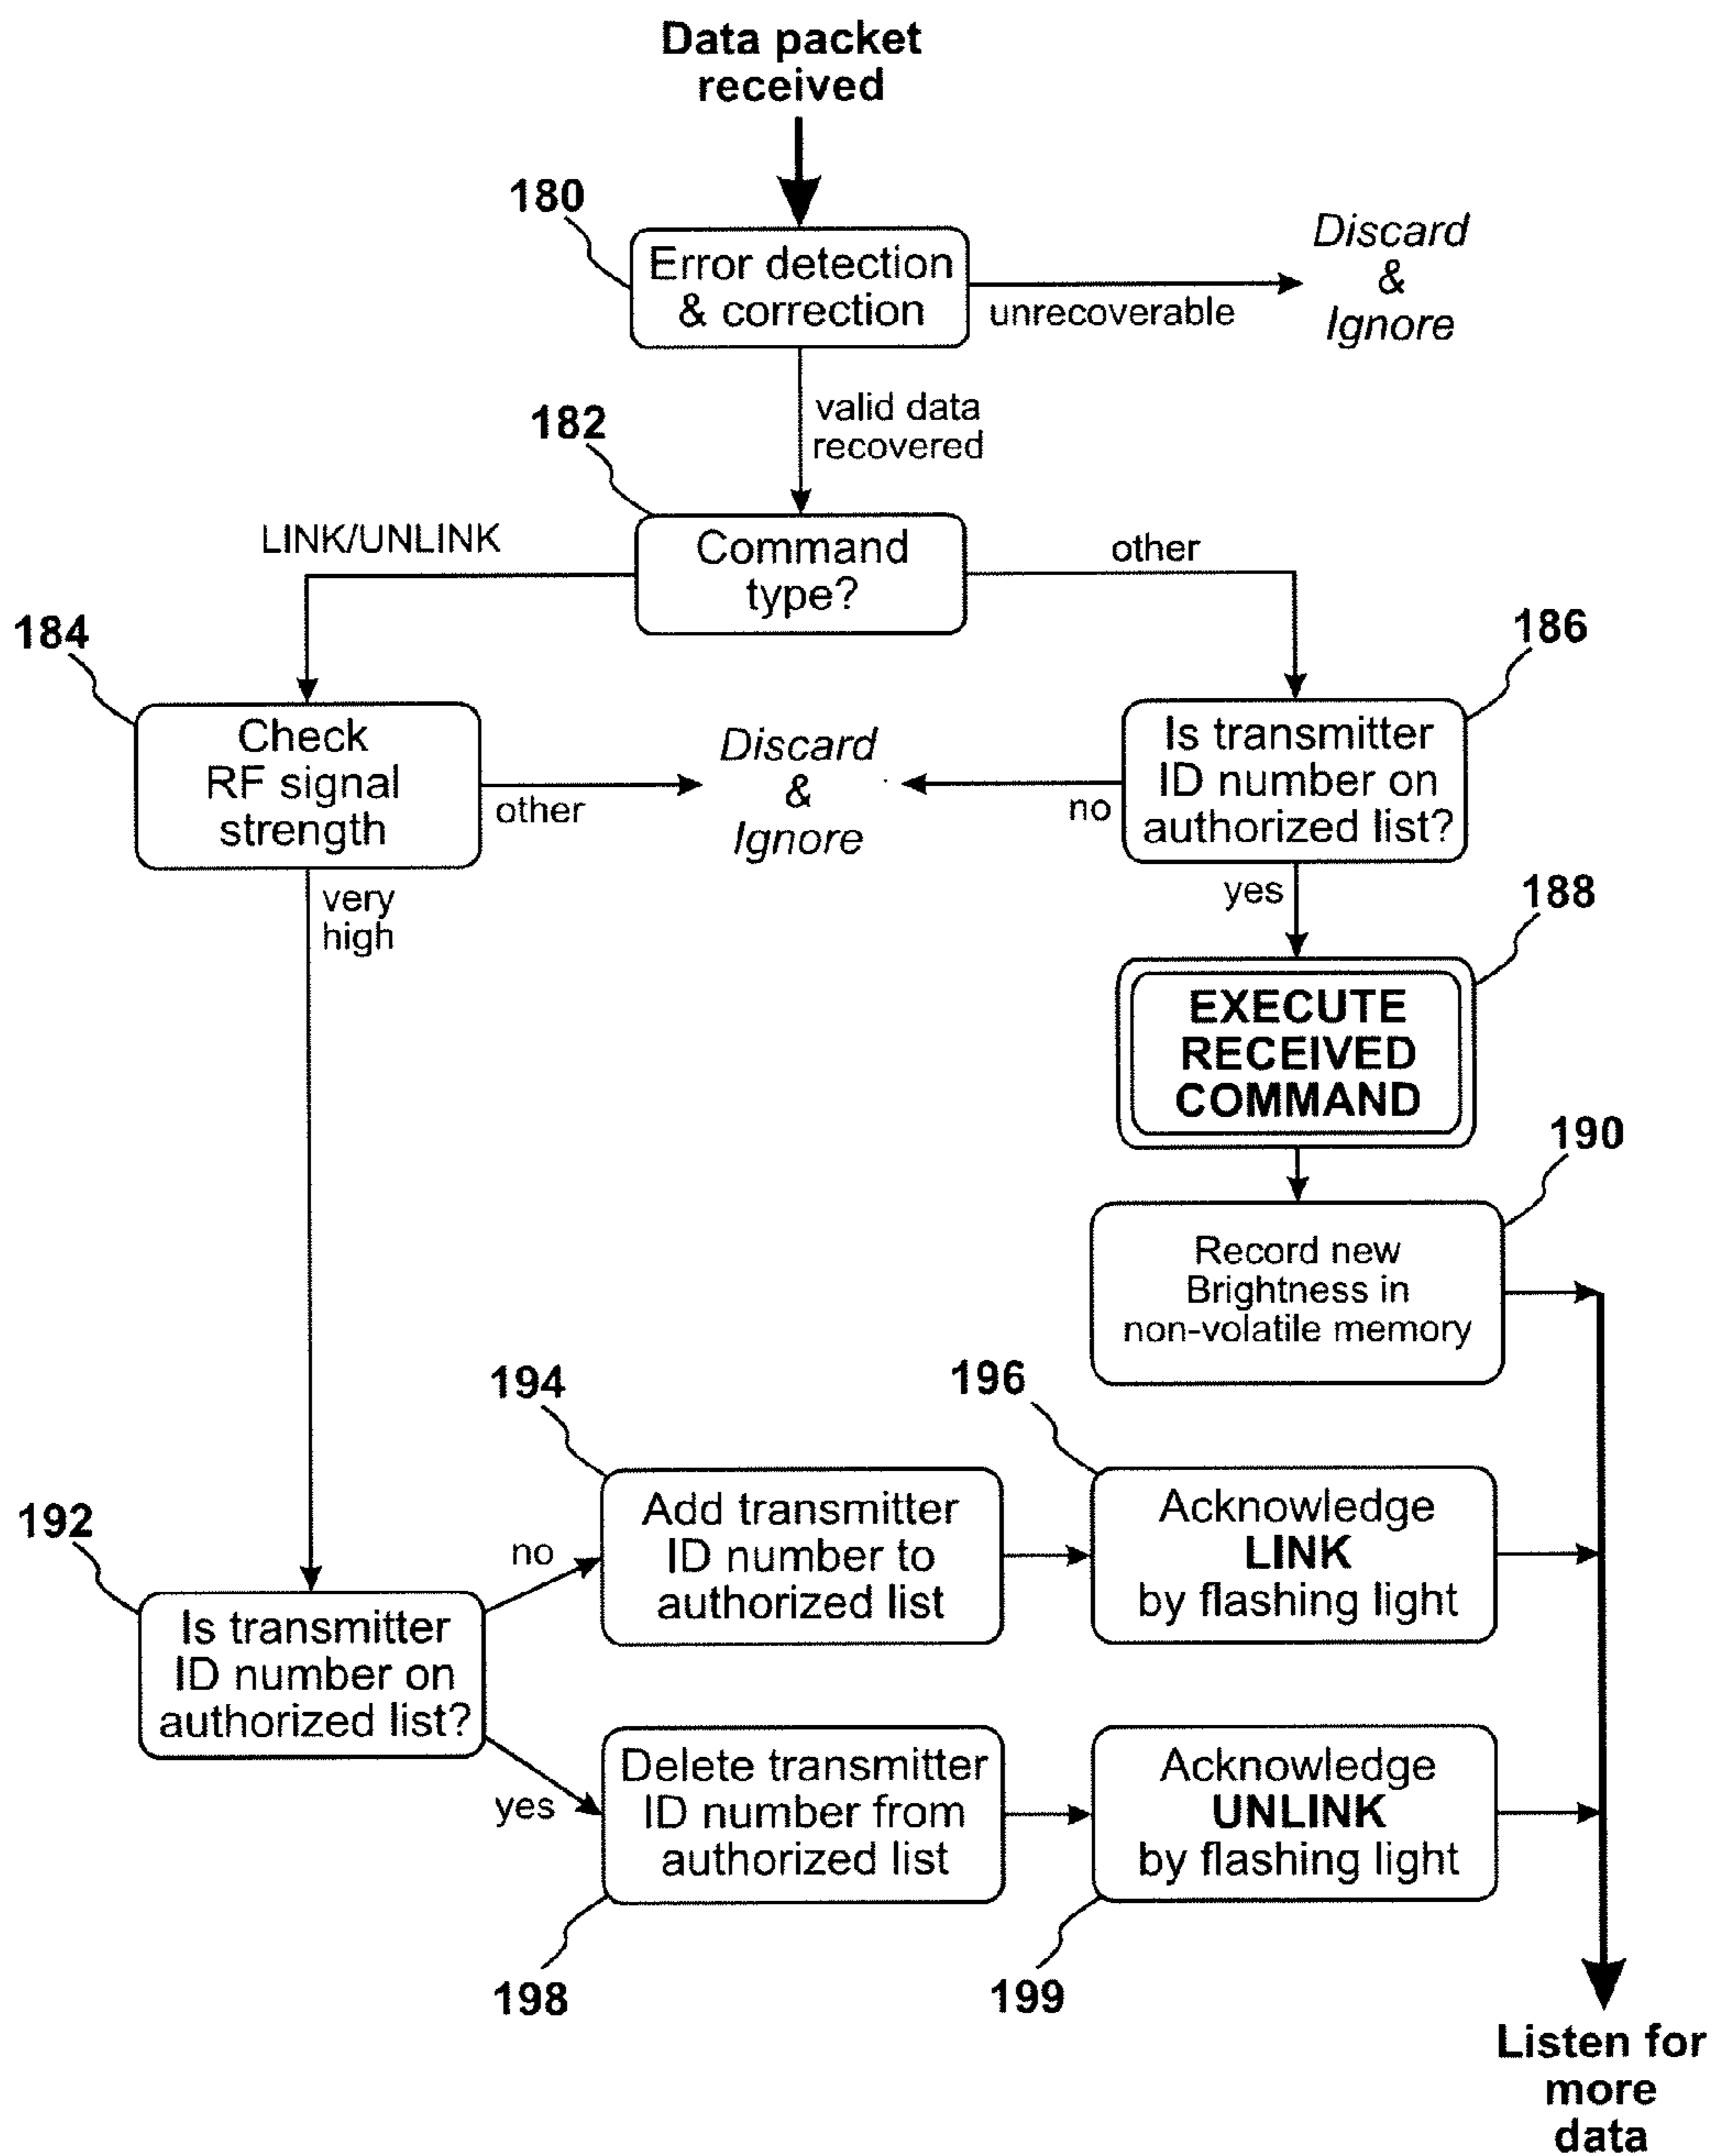 Data packet
received
180
Error detection
& correction
unrecoverable
Discard
&
Ignore
valid data
recovered
182
LINK/UNLINK
Command
type?
other
184
Check
RF signal
strength
other
Discard
&
Ignore
186
Is transmitter
ID number on
authorized list?
no
yes
very
high
188
EXECUTE
RECEIVED
COMMAND
190
Record new
Brightness in
non-volatile memory
192
Is transmitter
ID number on
authorized list?
no
194
Add transmitter
ID number to
authorized list
196
Acknowledge
LINK
by flashing light
yes
Delete transmitter
ID number from
authorized list
198
Acknowledge
UNLINK
by flashing light
199
Listen for
more
data